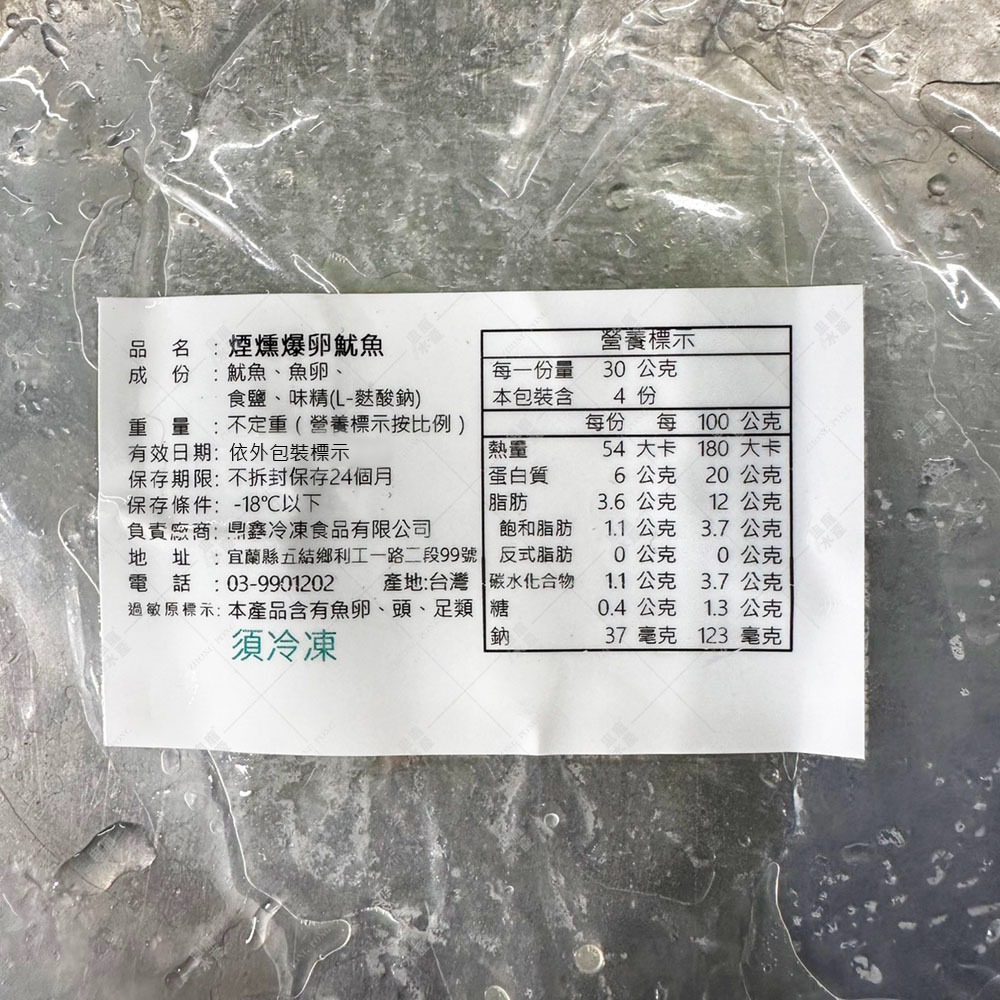 品名：煙燻爆卵魷魚
成份：魷魚、魚卵、
食鹽、味精(L-麩酸鈉)
重量：不定重（營養標示按比例）
有效日期：依外包裝標示
保存期限：不拆封保存24個月
保存條件：-18℃以下
負責廠商：鼎鑫冷凍食品有限公司
地址：宜蘭縣五結鄉利工一路二段99號
電話：03-9901202 產地:台灣
過敏原標示：本產品含有魚卵、頭、足類
須冷凍
營養標示
每一份量 30 公克
本包裝含 4 份
每份 每 100 公克
熱量 54 大卡 180 大卡
蛋白質 6 公克 20 公克
脂肪 3.6 公克 12 公克
飽和脂肪 1.1 公克 3.7 公克
反式脂肪 0 公克 0 公克
碳水化合物 1.1 公克 3.7 公克
糖 0.4 公克 1.3 公克
鈉 37 毫克 123 毫克